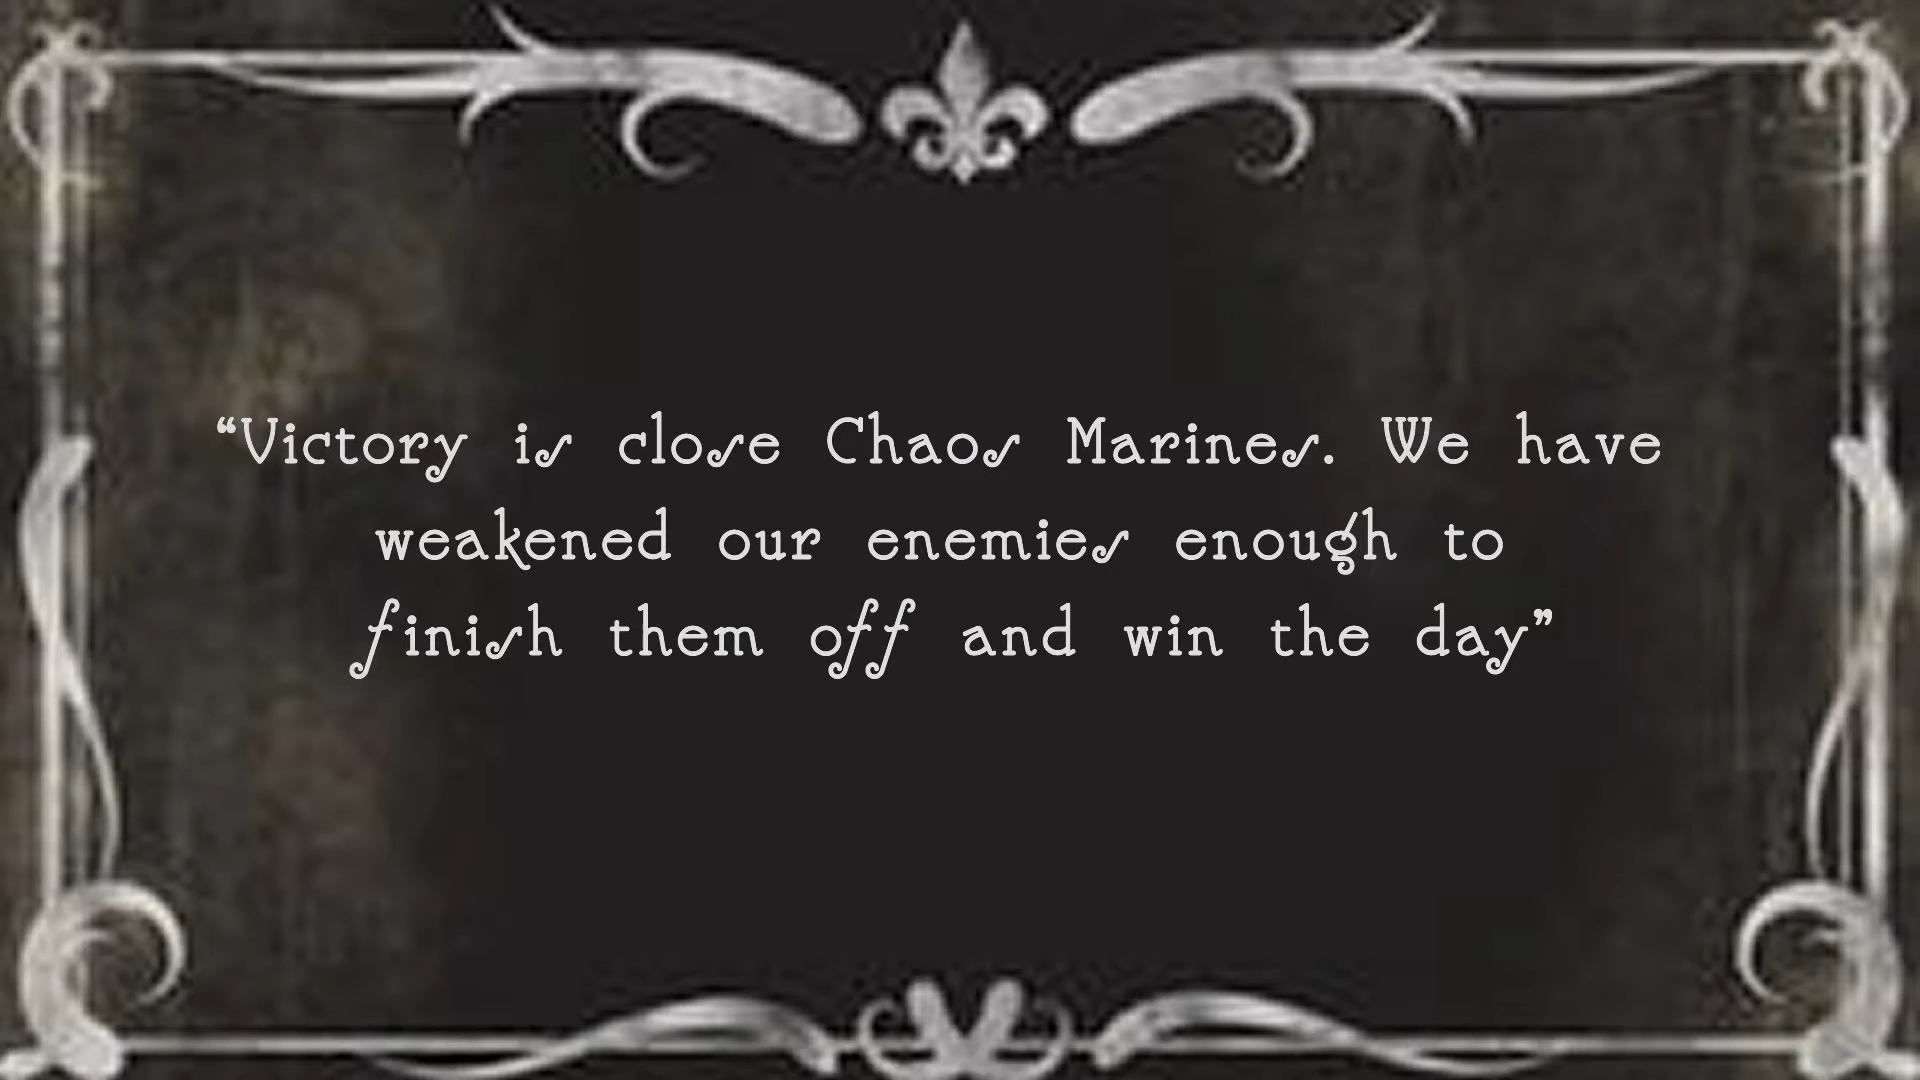 “Victory is close Chaos Marines. We have
weakened our enemies enough to
finish them off and win the day”